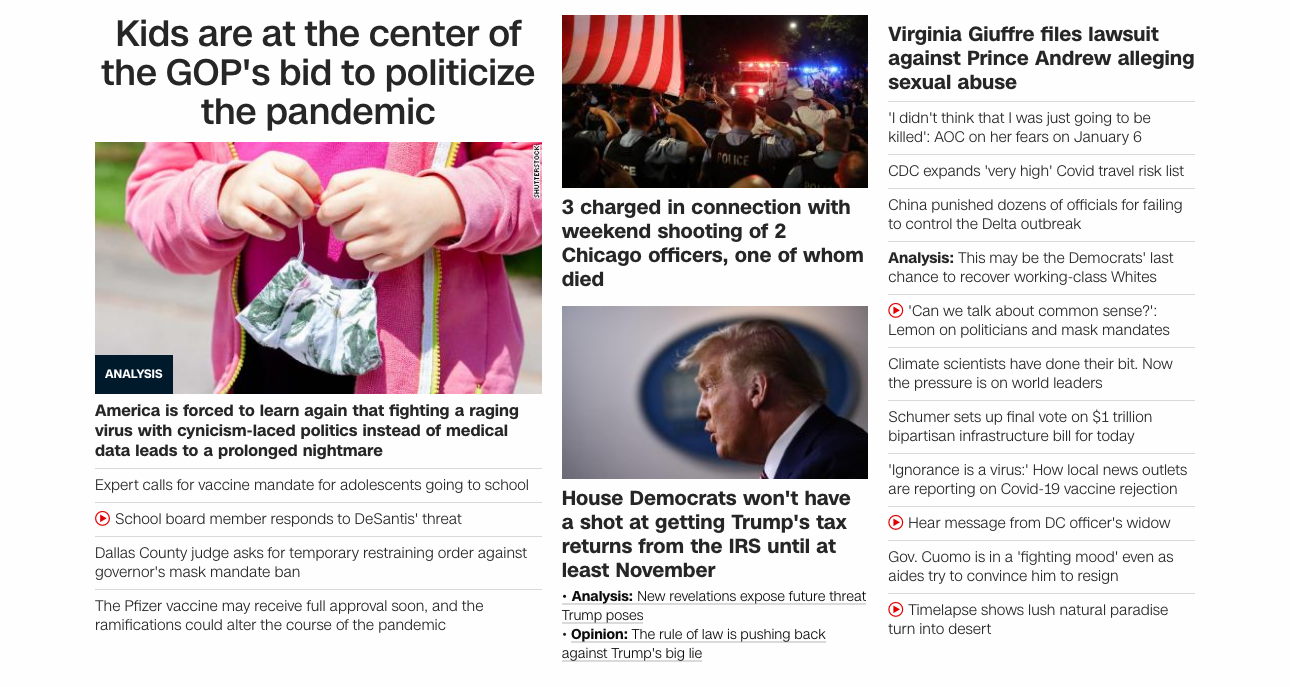 Kids are at the center of
the GOP's bid to politicize
the pandemic
SHUTTERSTOCK
ANALYSIS
America is forced to learn again that fighting a raging
virus with cynicism-laced politics instead of medical
data leads to a prolonged nightmare
Expert calls for vaccine mandate for adolescents going to school
School board member responds to DeSantis' threat
Dallas County judge asks for temporary restraining order against
governor's mask mandate ban
The Pfizer vaccine may receive full approval soon, and the
ramifications could alter the course of the pandemic
POLICE
POLICE
3 charged in connection with
weekend shooting of 2
Chicago officers, one of whom
died
House Democrats won't have
a shot at getting Trump's tax
returns from the IRS until at
least November
• Analysis: New revelations expose future threat
Trump poses
• Opinion: The rule of law is pushing back
against Trump's big lie
Virginia Giuffre files lawsuit
against Prince Andrew alleging
sexual abuse
'I didn't think that I was just going to be
killed': AOC on her fears on January 6
CDC expands 'very high' Covid travel risk list
China punished dozens of officials for failing
to control the Delta outbreak
Analysis: This may be the Democrats' last
chance to recover working-class Whites
'Can we talk about common sense?':
Lemon on politicians and mask mandates
Climate scientists have done their bit. Now
the pressure is on world leaders
Schumer sets up final vote on $1 trillion
bipartisan infrastructure bill for today
'Ignorance is a virus:' How local news outlets
are reporting on Covid-19 vaccine rejection
Hear message from DC officer's widow
Gov. Cuomo is in a 'fighting mood' even as
aides try to convince him to resign
Timelapse shows lush natural paradise
turn into desert